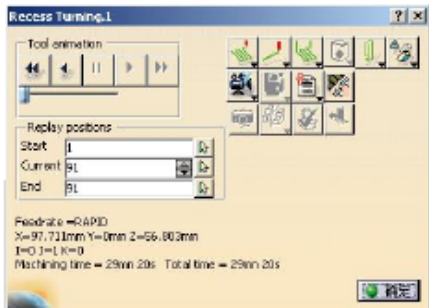 Recess Turning.1
Tool animation
Replay positions
Start 1
Current 91
End 91
Feedrate =RAPID
X=97.711mm Y=0mm Z=56.803mm
I=0 J=1 K=0
Machining time = 29mn 20s Total time = 29mn 20s
确定